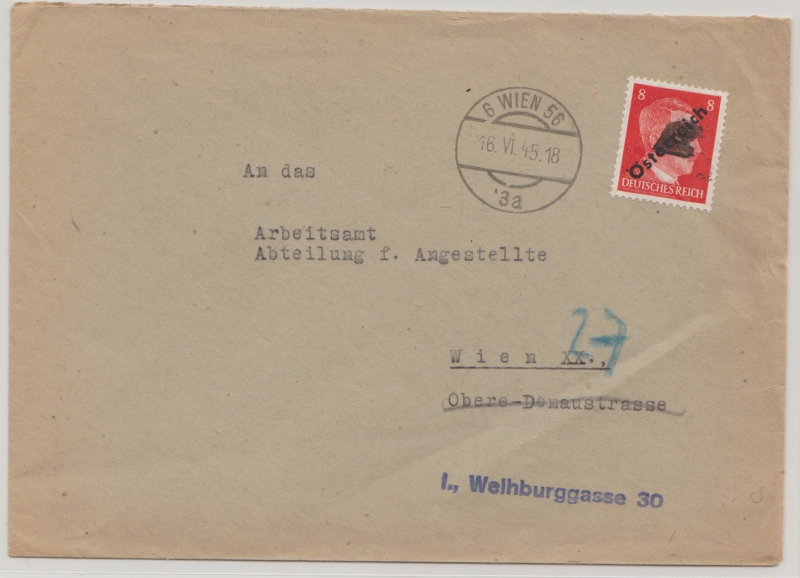 6 WIEN 56
16. VI. 45. 18
*3a
8 8
Österreich
DEUTSCHES REICH
An das
Arbeitsamt
Abteilung f. Angestellte
27
Wien XX.,
Obere-Donaustrasse
I., Weihburggasse 30